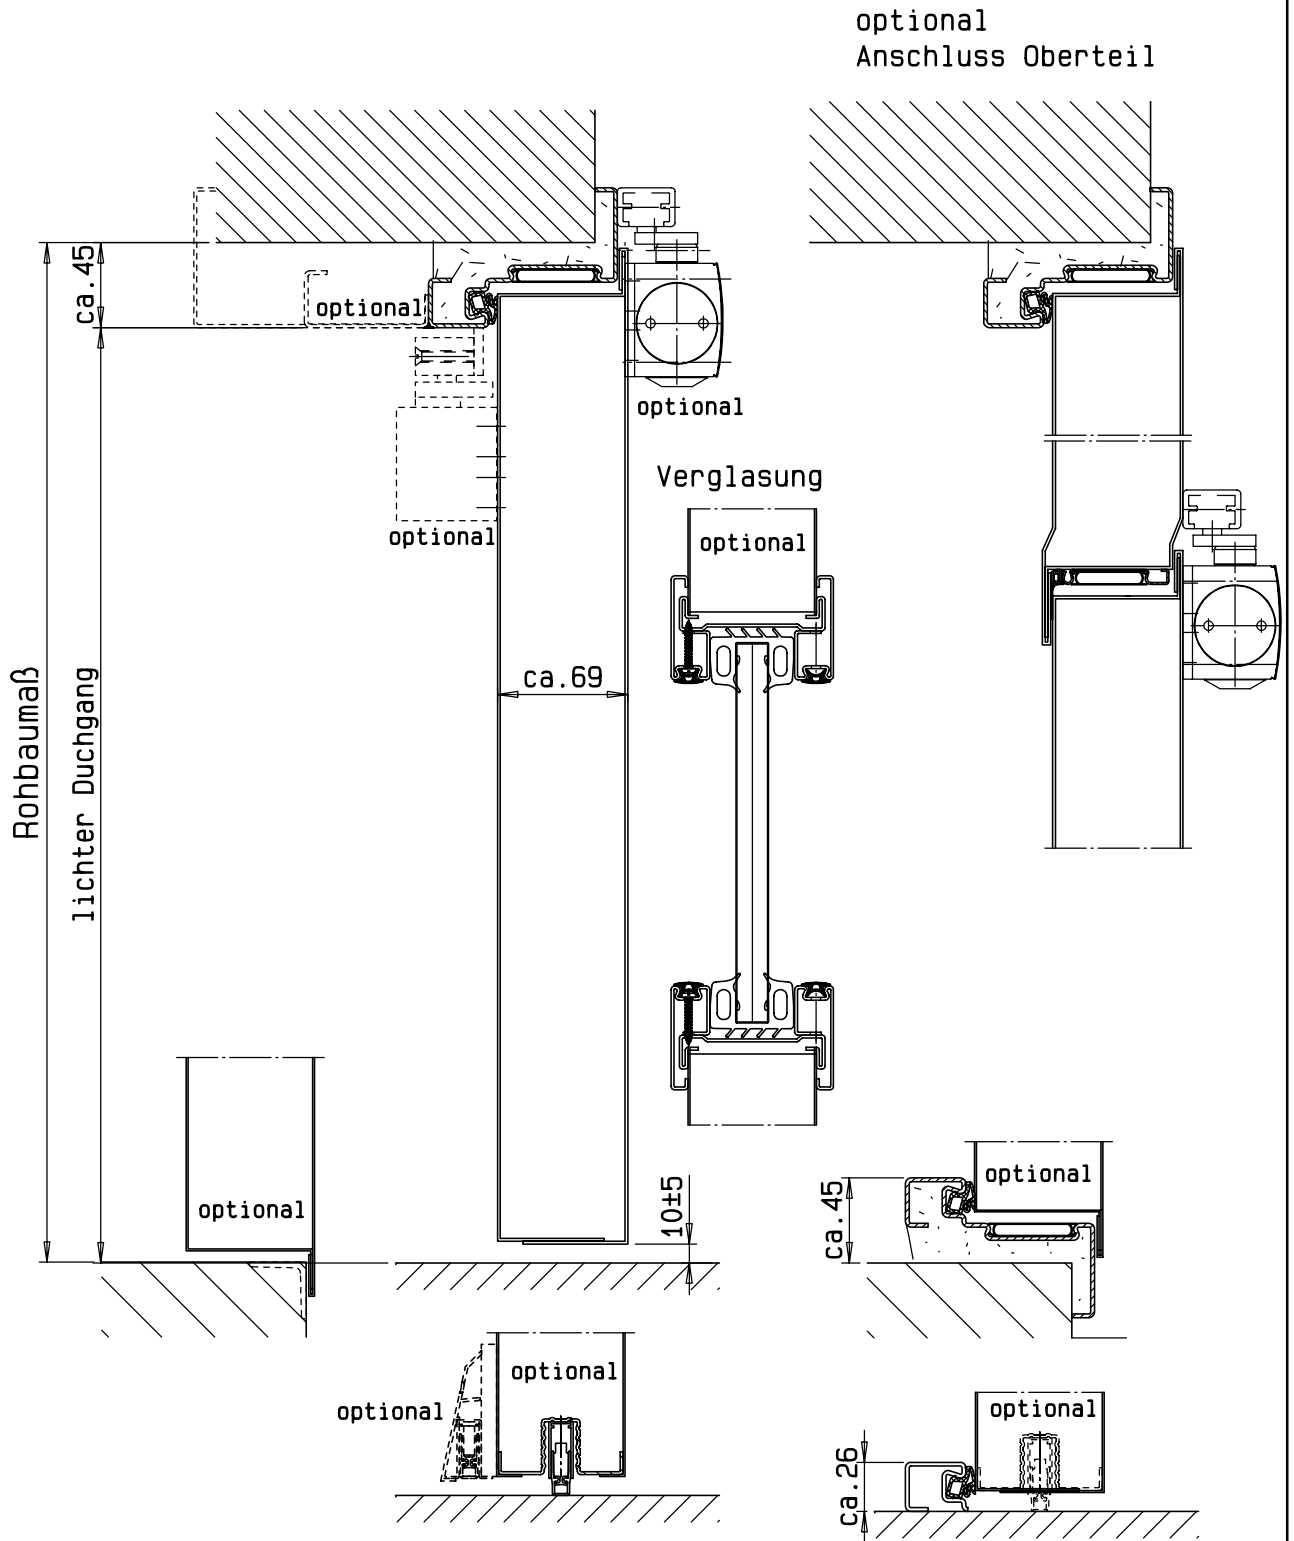 optional
Anschluss Oberteil
ca.45
optional
optional
optional
Verglasung
optional
ca.69
Rohbaumaß
lichter Duchgang
optional
10±5
optional
ca.45
optional
optional
optional
ca.26